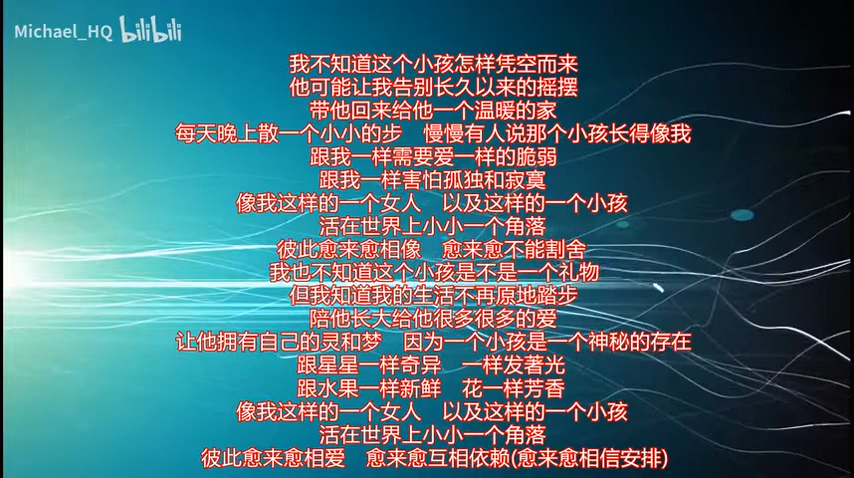 Michael_HQ bilibili
我不知道这个小孩怎样凭空而来
他可能让我告别长久以来的摇摆
带他回来给他一个温暖的家
每天晚上散一个小小的步　慢慢有人说那个小孩长得像我
跟我一样需要爱一样的脆弱
跟我一样害怕孤独和寂寞
像我这样的一个女人　以及这样的一个小孩
活在世界上小小一个角落
彼此愈来愈相像　愈来愈不能割舍
我也不知道这个小孩是不是一个礼物
但我知道我的生活不再原地踏步
陪他长大给他很多很多的爱
让他拥有自己的灵和梦　因为一个小孩是一个神秘的存在
跟星星一样奇异　一样发著光
跟水果一样新鲜　花一样芳香
像我这样的一个女人　以及这样的一个小孩
活在世界上小小一个角落
彼此愈来愈相爱　愈来愈互相依赖(愈来愈相信安排)